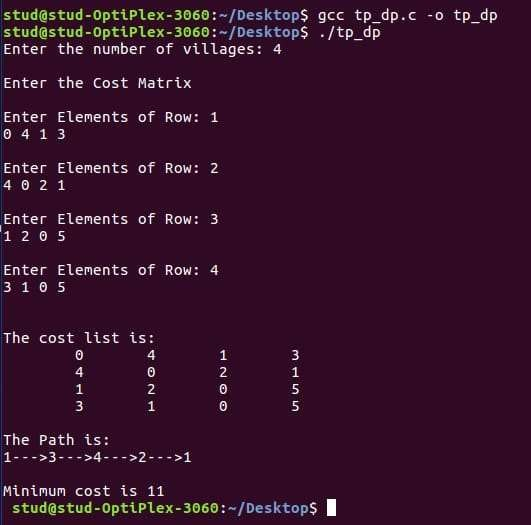 stud@stud-OptiPlex-3060:~/Desktop$ gcc tp_dp.c -o tp_dp
stud@stud-OptiPlex-3060:~/Desktop$ ./tp_dp
Enter the number of villages: 4
Enter the Cost Matrix
Enter Elements of Row: 1
0 4 1 3
Enter Elements of Row: 2
4 0 2 1
Enter Elements of Row: 3
1 2 0 5
Enter Elements of Row: 4
3 1 0 5
The cost list is:
0 4 1 3
4 0 2 1
1 2 0 5
3 1 0 5
The Path is:
1--->3--->4--->2--->1
Minimum cost is 11
stud@stud-OptiPlex-3060:~/Desktop$